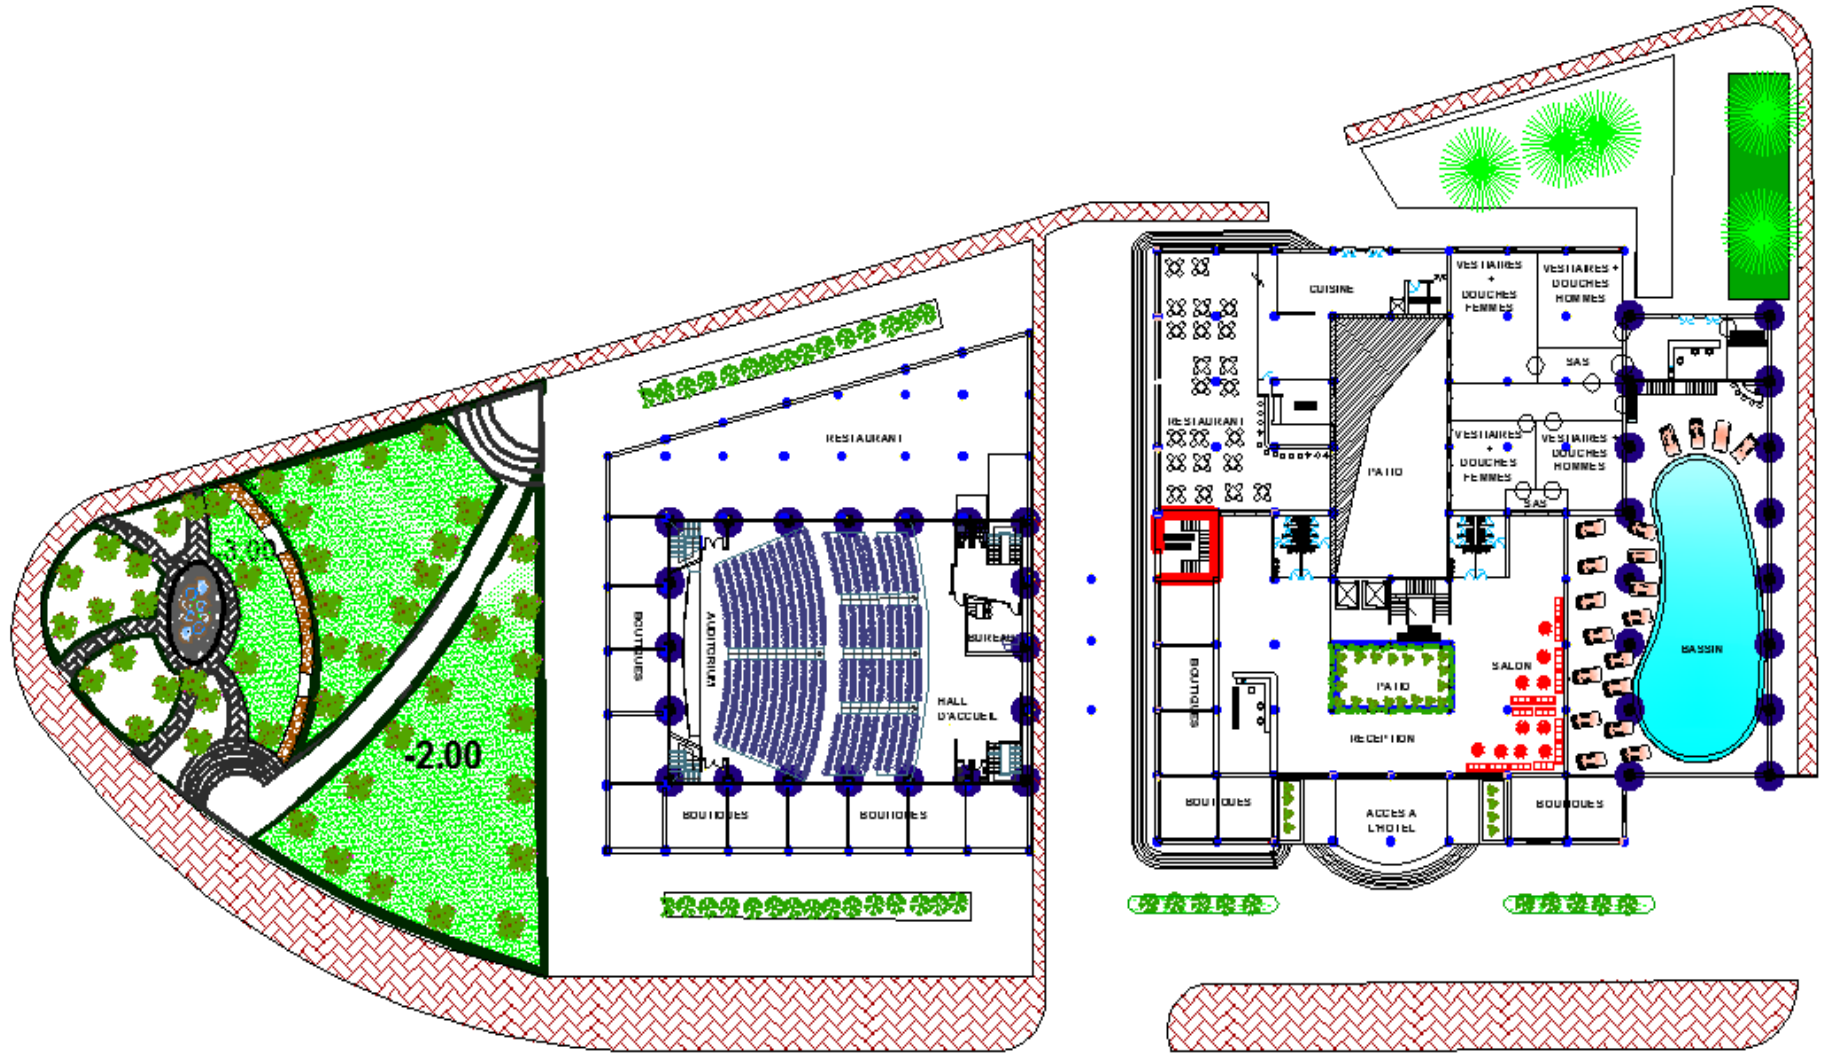 VESTIAIRES
+
DOUCHES
FEMMES
VESTIAIRES +
DOUCHES
HOMMES
CUISINE
SAS
RESTAURANT
RESTAURANT
VESTIAIRES
+
DOUCHES
FEMMES
VESTIAIRES +
DOUCHES
HOMMES
PATIO
SAS
-3.00
BOUTIQUES
AUDITORIUM
BUREAU
BASSIN
SALON
PATIO
BOUTIQUES
HALL
D'ACCUEIL
RECEPTION
-2.00
BOUTIQUES
BOUTIQUES
BOUTIQUES
ACCES A
L'HOTEL
BOUTIQUES